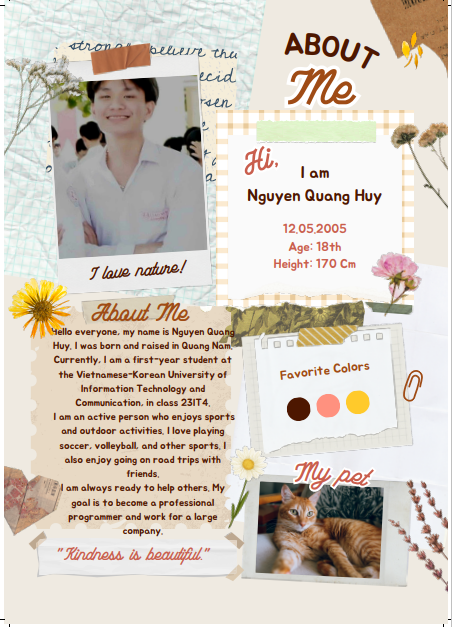 strong believe tha
ecid
sen
ABOUT
Me
Hi,
I am
Nguyen Quang Huy
12.05.2005
Age: 18th
Height: 170 Cm
I love nature!
About Me
Hello everyone, my name is Nguyen Quang
Huy. I was born and raised in Quang Nam.
Currently, I am a first-year student at
the Vietnamese-Korean University of
Information Technology and
Communication, in class 23IT4.
I am an active person who enjoys sports
and outdoor activities. I love playing
soccer, volleyball, and other sports. I
also enjoy going on road trips with
friends.
I am always ready to help others. My
goal is to become a professional
programmer and work for a large
company.
"Kindness is beautiful."
Favorite Colors
My pet